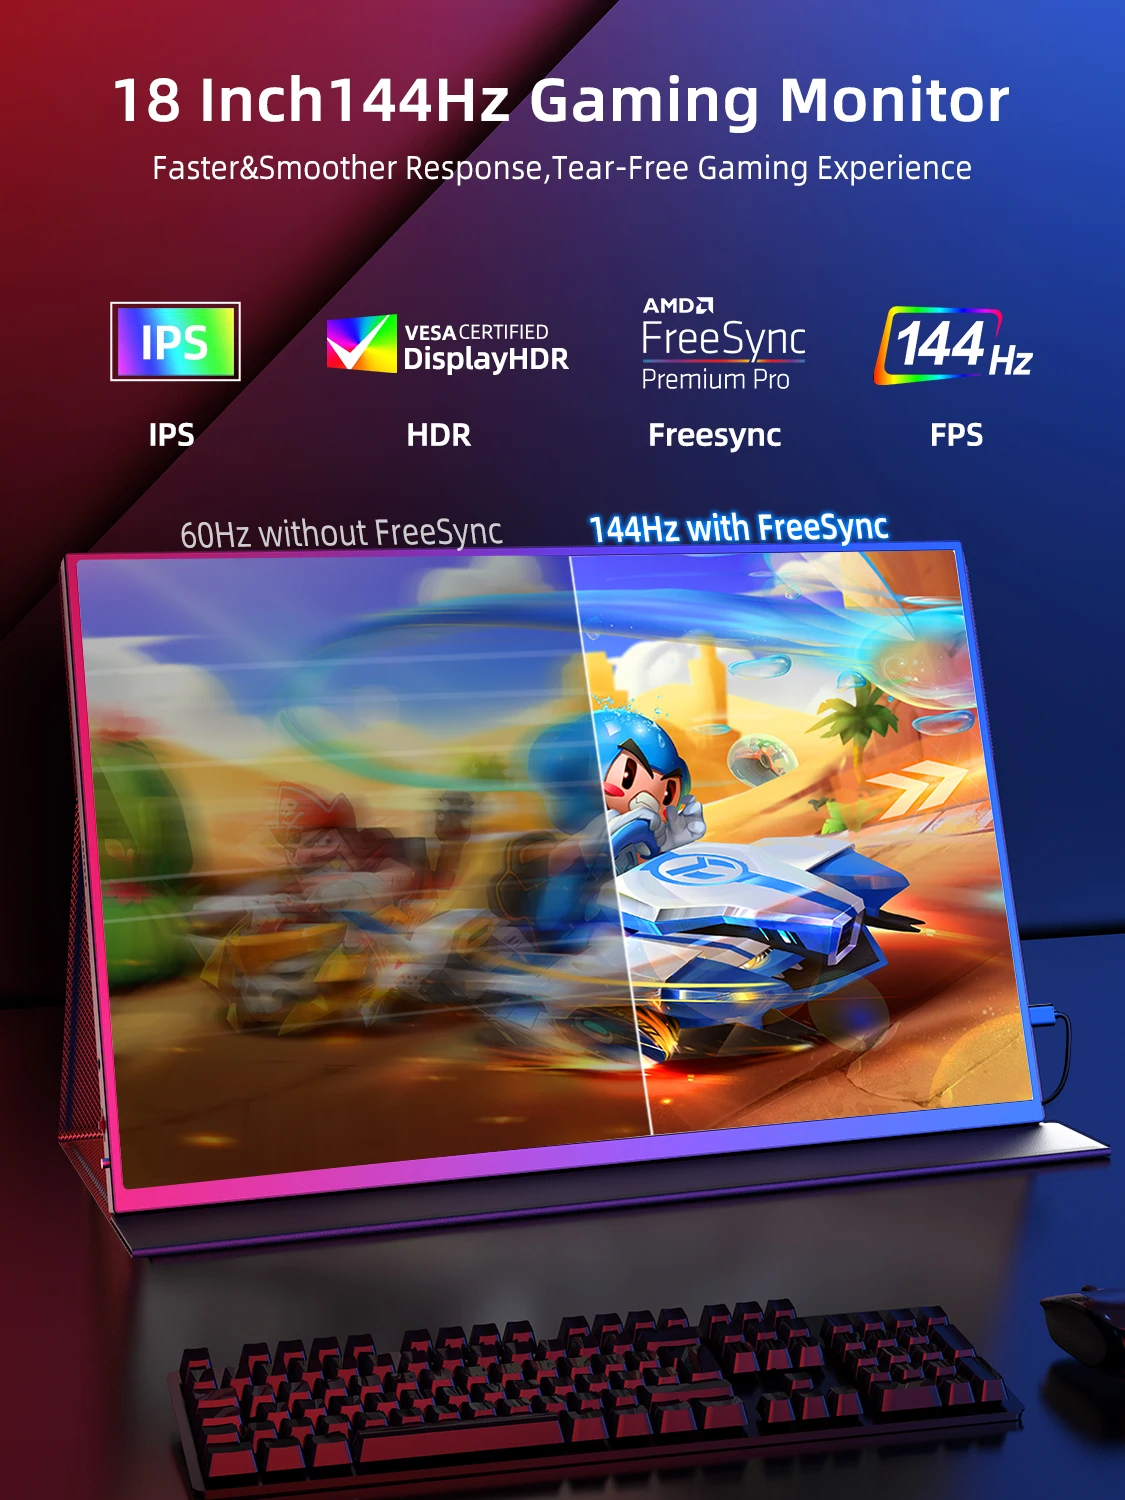 18 Inch144Hz Gaming Monitor
Faster&Smoother Response,Tear-Free Gaming Experience
IPS
VESA CERTIFIED
DisplayHDR
AMD
FreeSync
Premium Pro
144Hz
IPS
HDR
Freesync
FPS
60Hz without FreeSync
144Hz with FreeSync